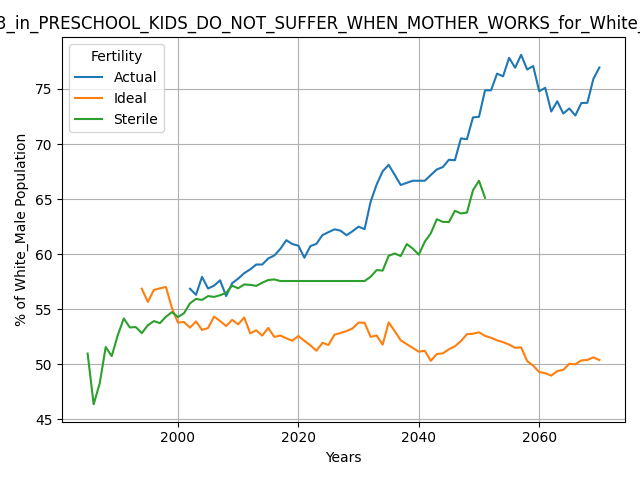 3_in_PRESCHOOL_KIDS_DO_NOT_SUFFER_WHEN_MOTHER_WORKS_for_White_
Fertility
Actual
Ideal
Sterile
% of White_Male Population
75
70
65
60
55
50
45
2000
2020
2040
2060
Years